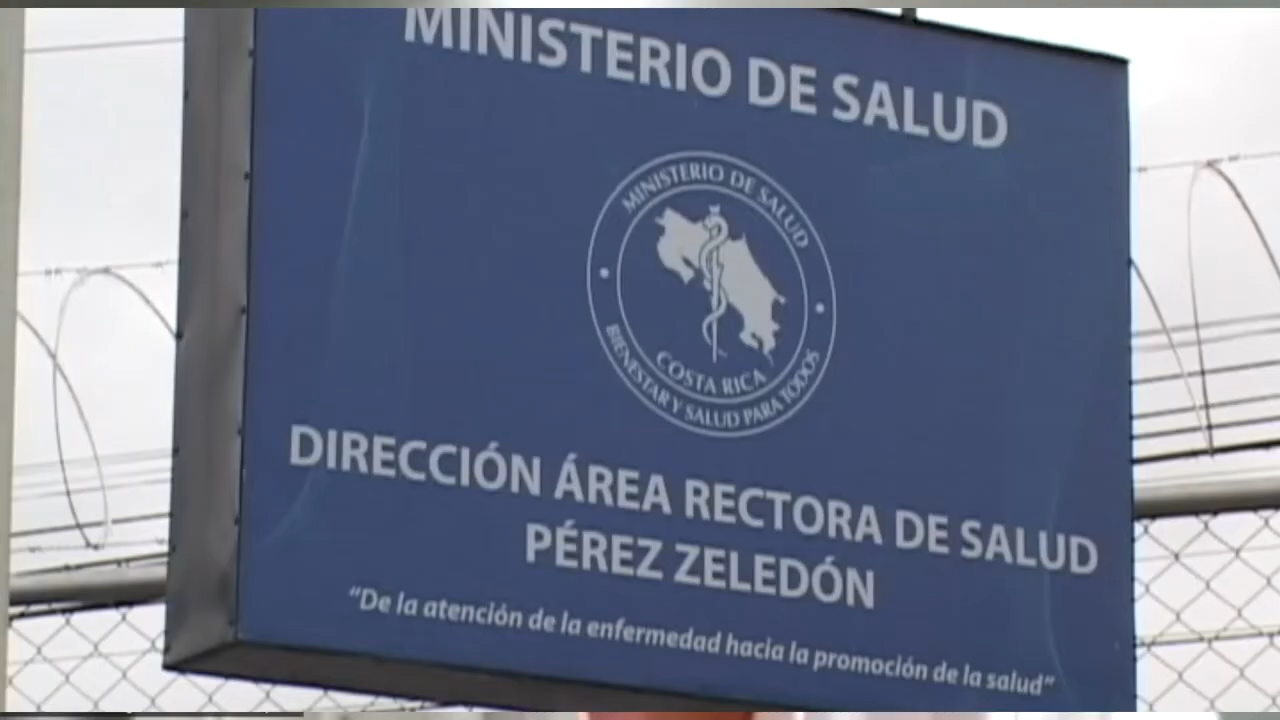 MINISTERIO DE SALUD
MINISTERIO DE SALUD
COSTA RICA
BIENESTAR Y SALUD PARA TODOS
DIRECCIÓN ÁREA RECTORA DE SALUD
PÉREZ ZELEDÓN
“De la atención de la enfermedad hacia la promoción de la salud”